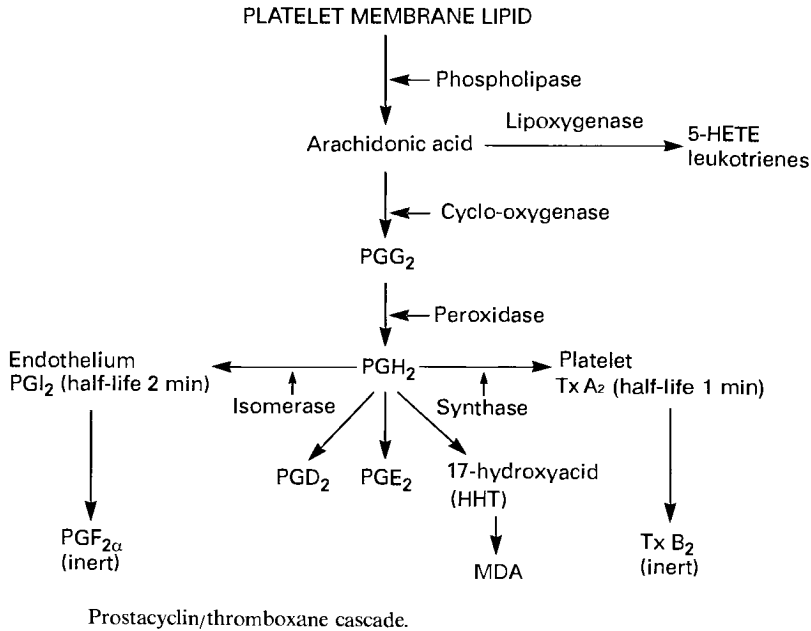 PLATELET MEMBRANE LIPID
Phospholipase
Arachidonic acid
Lipoxygenase
5-HETE
leukotrienes
Cyclo-oxygenase
PGG₂
Peroxidase
Endothelium
PGI₂ (half-life 2 min)
Isomerase
PGH₂
Synthase
Platelet
Tx A₂ (half-life 1 min)
PGD₂
PGE₂
17-hydroxyacid
(HHT)
MDA
PGF₂α
(inert)
Tx B₂
(inert)
Prostacyclin/thromboxane cascade.